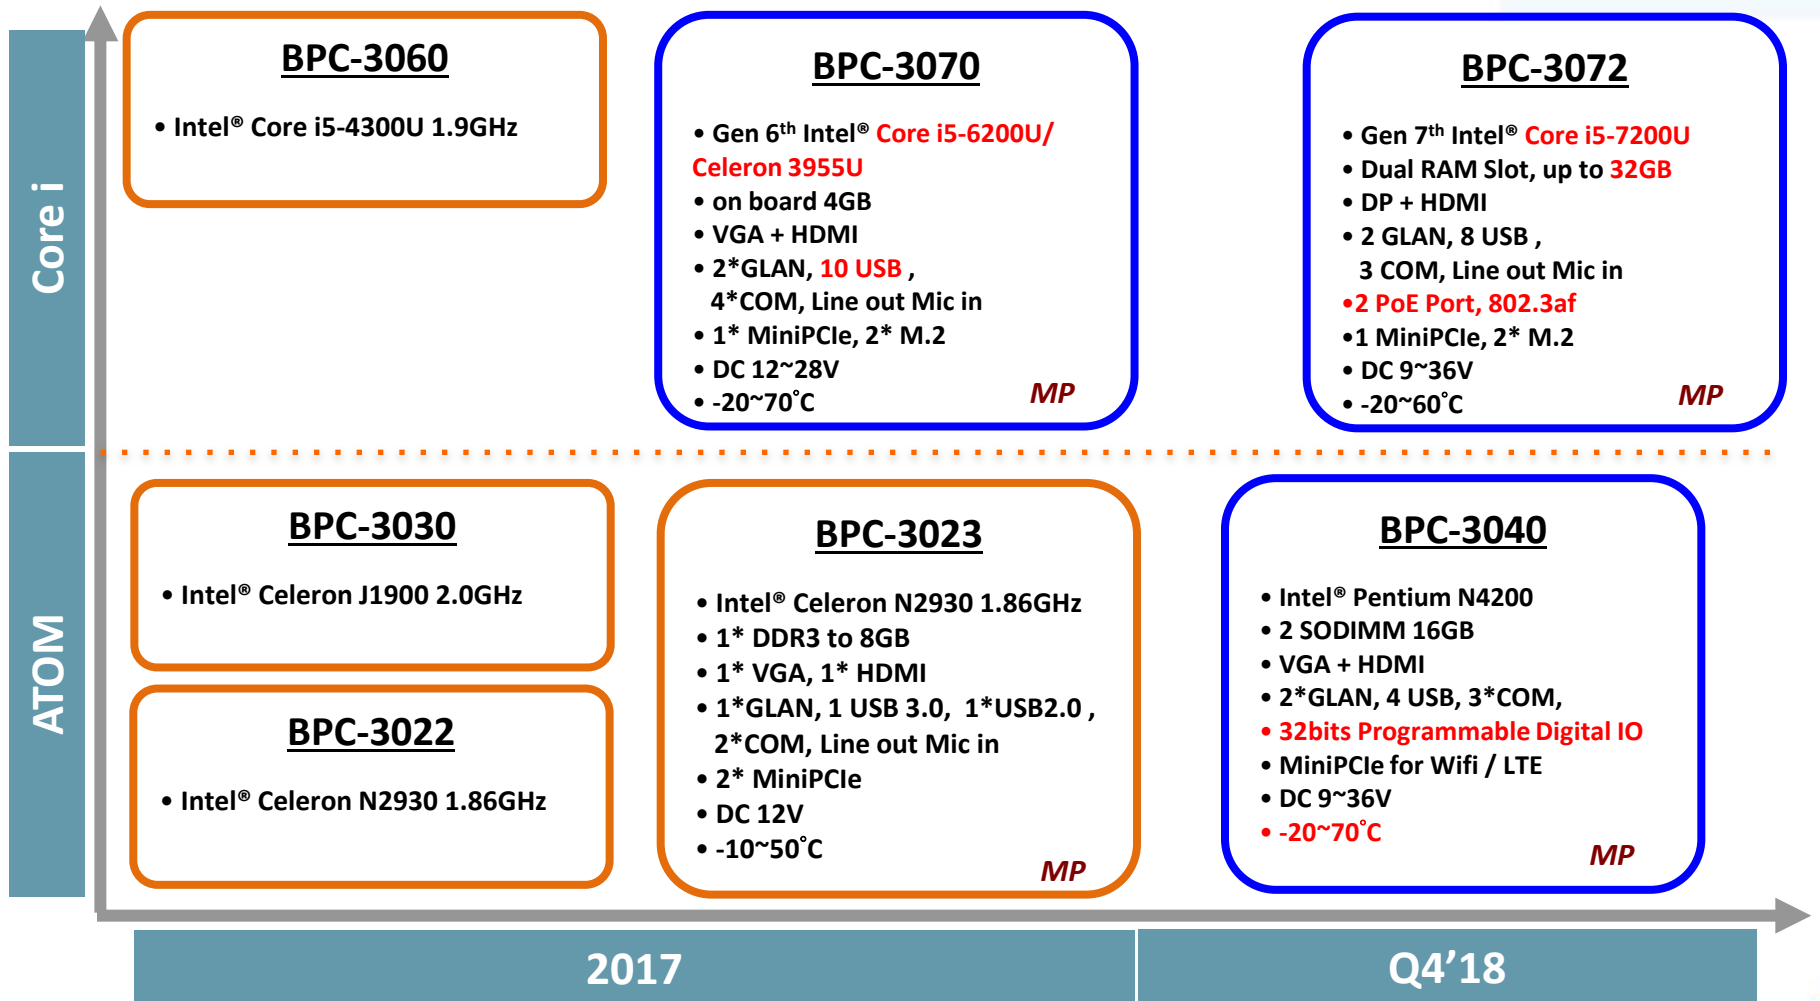 Core i
BPC-3060
• Intel® Core i5-4300U 1.9GHz
BPC-3070
• Gen 6th Intel® Core i5-6200U/
Celeron 3955U
• on board 4GB
• VGA + HDMI
• 2*GLAN, 10 USB ,
4*COM, Line out Mic in
• 1* MiniPCIe, 2* M.2
• DC 12~28V
• -20~70°C
MP
BPC-3072
• Gen 7th Intel® Core i5-7200U
• Dual RAM Slot, up to 32GB
• DP + HDMI
• 2 GLAN, 8 USB ,
3 COM, Line out Mic in
•2 PoE Port, 802.3af
•1 MiniPCIe, 2* M.2
• DC 9~36V
• -20~60°C
MP
ATOM
BPC-3030
• Intel® Celeron J1900 2.0GHz
BPC-3022
• Intel® Celeron N2930 1.86GHz
BPC-3023
• Intel® Celeron N2930 1.86GHz
• 1* DDR3 to 8GB
• 1* VGA, 1* HDMI
• 1*GLAN, 1 USB 3.0, 1*USB2.0 ,
2*COM, Line out Mic in
• 2* MiniPCIe
• DC 12V
• -10~50°C
MP
BPC-3040
• Intel® Pentium N4200
• 2 SODIMM 16GB
• VGA + HDMI
• 2*GLAN, 4 USB, 3*COM,
• 32bits Programmable Digital IO
• MiniPCIe for Wifi / LTE
• DC 9~36V
• -20~70°C
MP
2017
Q4’18